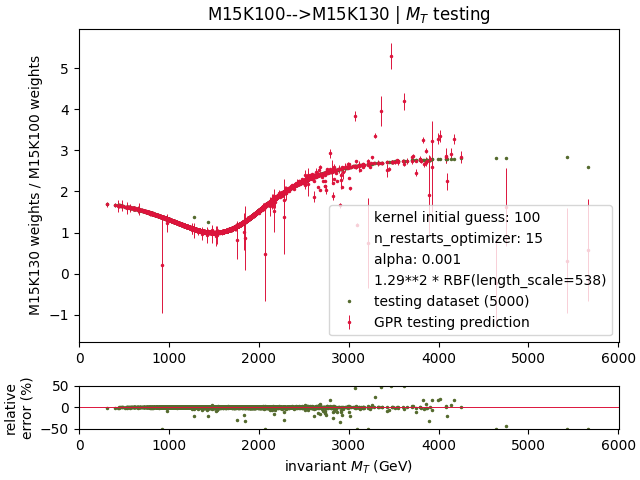 M15K100-->M15K130 | $M_T$ testing
M15K130 weights / M15K100 weights
5
4
3
2
1
0
−1
kernel initial guess: 100
n_restarts_optimizer: 15
alpha: 0.001
1.29**2 * RBF(length_scale=538)
testing dataset (5000)
GPR testing prediction
0 1000 2000 3000 4000 5000 6000
relative
error (%)
50
0
−50
0 1000 2000 3000 4000 5000 6000
invariant $M_T$ (GeV)